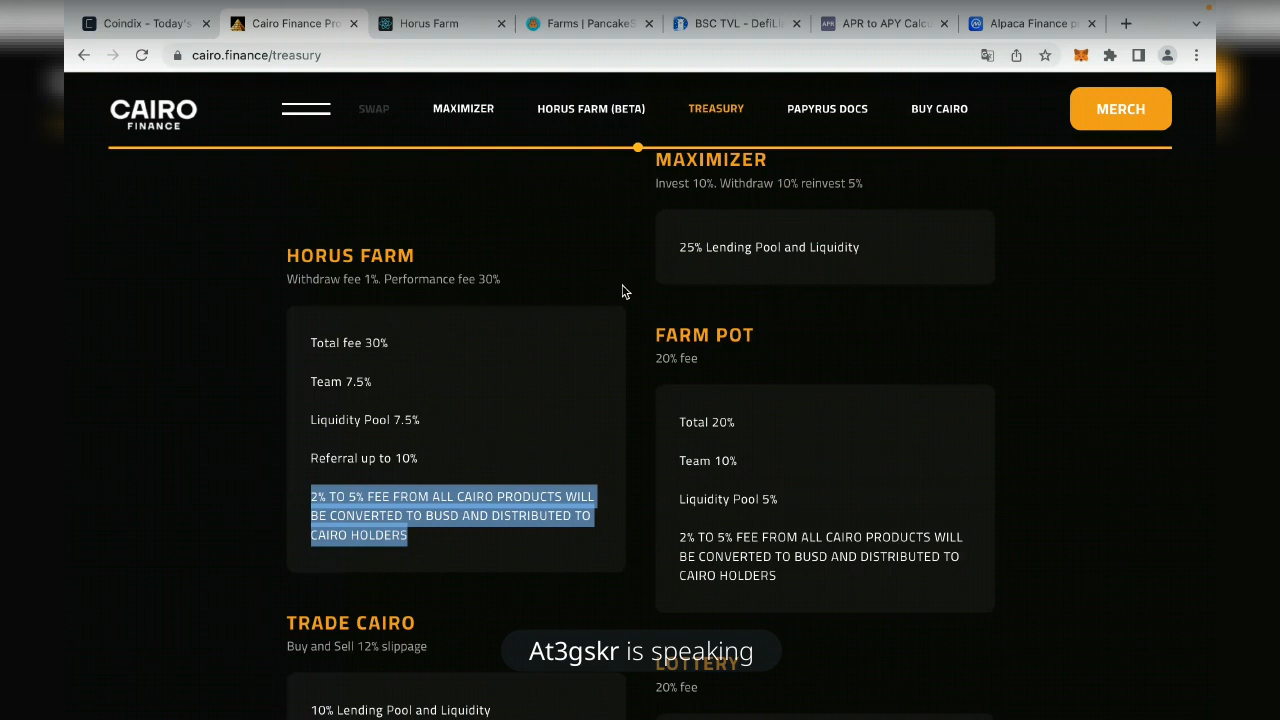 Coindix - Today's
Cairo Finance Pro
Horus Farm
Farms | PancakeS
BSC TVL - DefiLl
APR to APY Calcu
Alpaca Finance p
cairo.finance/treasury
CAIRO
FINANCE
SWAP
MAXIMIZER
HORUS FARM (BETA)
TREASURY
PAPYRUS DOCS
BUY CAIRO
MERCH
MAXIMIZER
Invest 10%. Withdraw 10% reinvest 5%
25% Lending Pool and Liquidity
HORUS FARM
Withdraw fee 1%. Performance fee 30%
Total fee 30%
Team 7.5%
Liquidity Pool 7.5%
Referral up to 10%
2% TO 5% FEE FROM ALL CAIRO PRODUCTS WILL
BE CONVERTED TO BUSD AND DISTRIBUTED TO
CAIRO HOLDERS
FARM POT
20% fee
Total 20%
Team 10%
Liquidity Pool 5%
2% TO 5% FEE FROM ALL CAIRO PRODUCTS WILL
BE CONVERTED TO BUSD AND DISTRIBUTED TO
CAIRO HOLDERS
TRADE CAIRO
Buy and Sell 12% slippage
10% Lending Pool and Liquidity
LOTTERY
20% fee
At3gskr is speaking